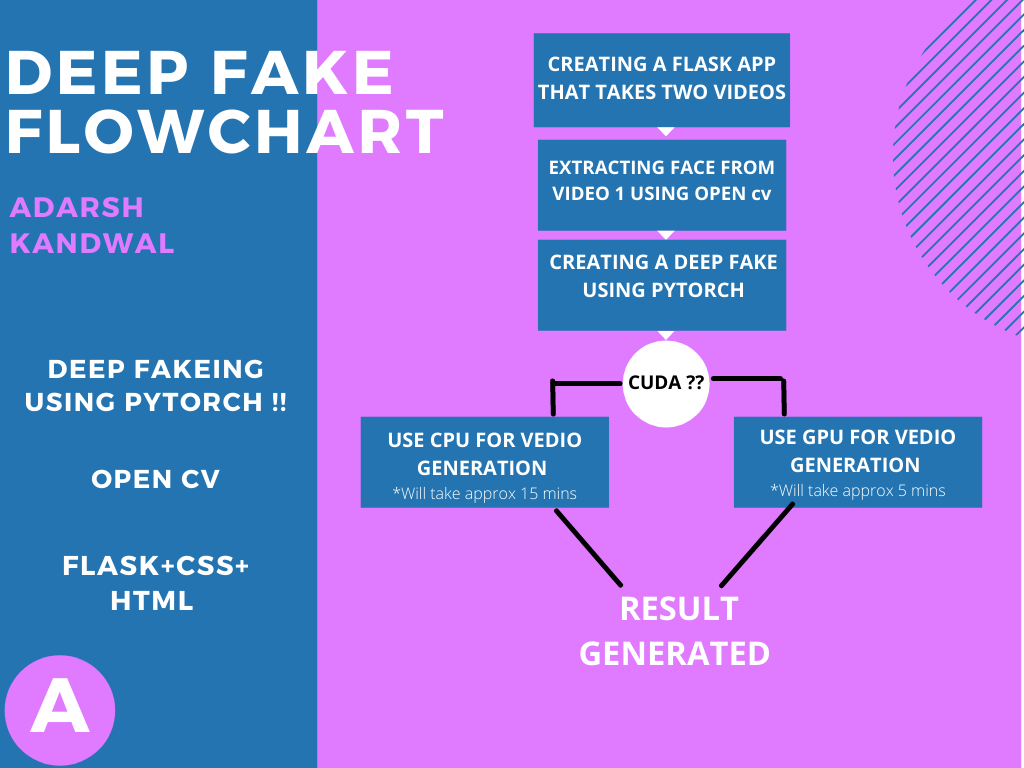 DEEP FAKE
FLOWCHART
ADARSH
KANDWAL
DEEP FAKEING
USING PYTORCH !!
OPEN CV
FLASK+CSS+
HTML
A
CREATING A FLASK APP
THAT TAKES TWO VIDEOS
EXTRACTING FACE FROM
VIDEO 1 USING OPEN cv
CREATING A DEEP FAKE
USING PYTORCH
CUDA ??
USE CPU FOR VEDIO
GENERATION
*Will take approx 15 mins
USE GPU FOR VEDIO
GENERATION
*Will take approx 5 mins
RESULT
GENERATED